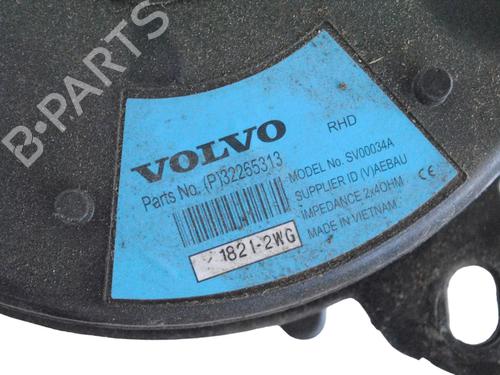 B-PARTS
VOLVO
RHD
Parts No. (P)32265313
MODEL No. SV00034A
SUPPLIER ID (V)AEBAU
IMPEDANCE 2x4OHM
MADE IN VIETNAM
CE
1821-2WG